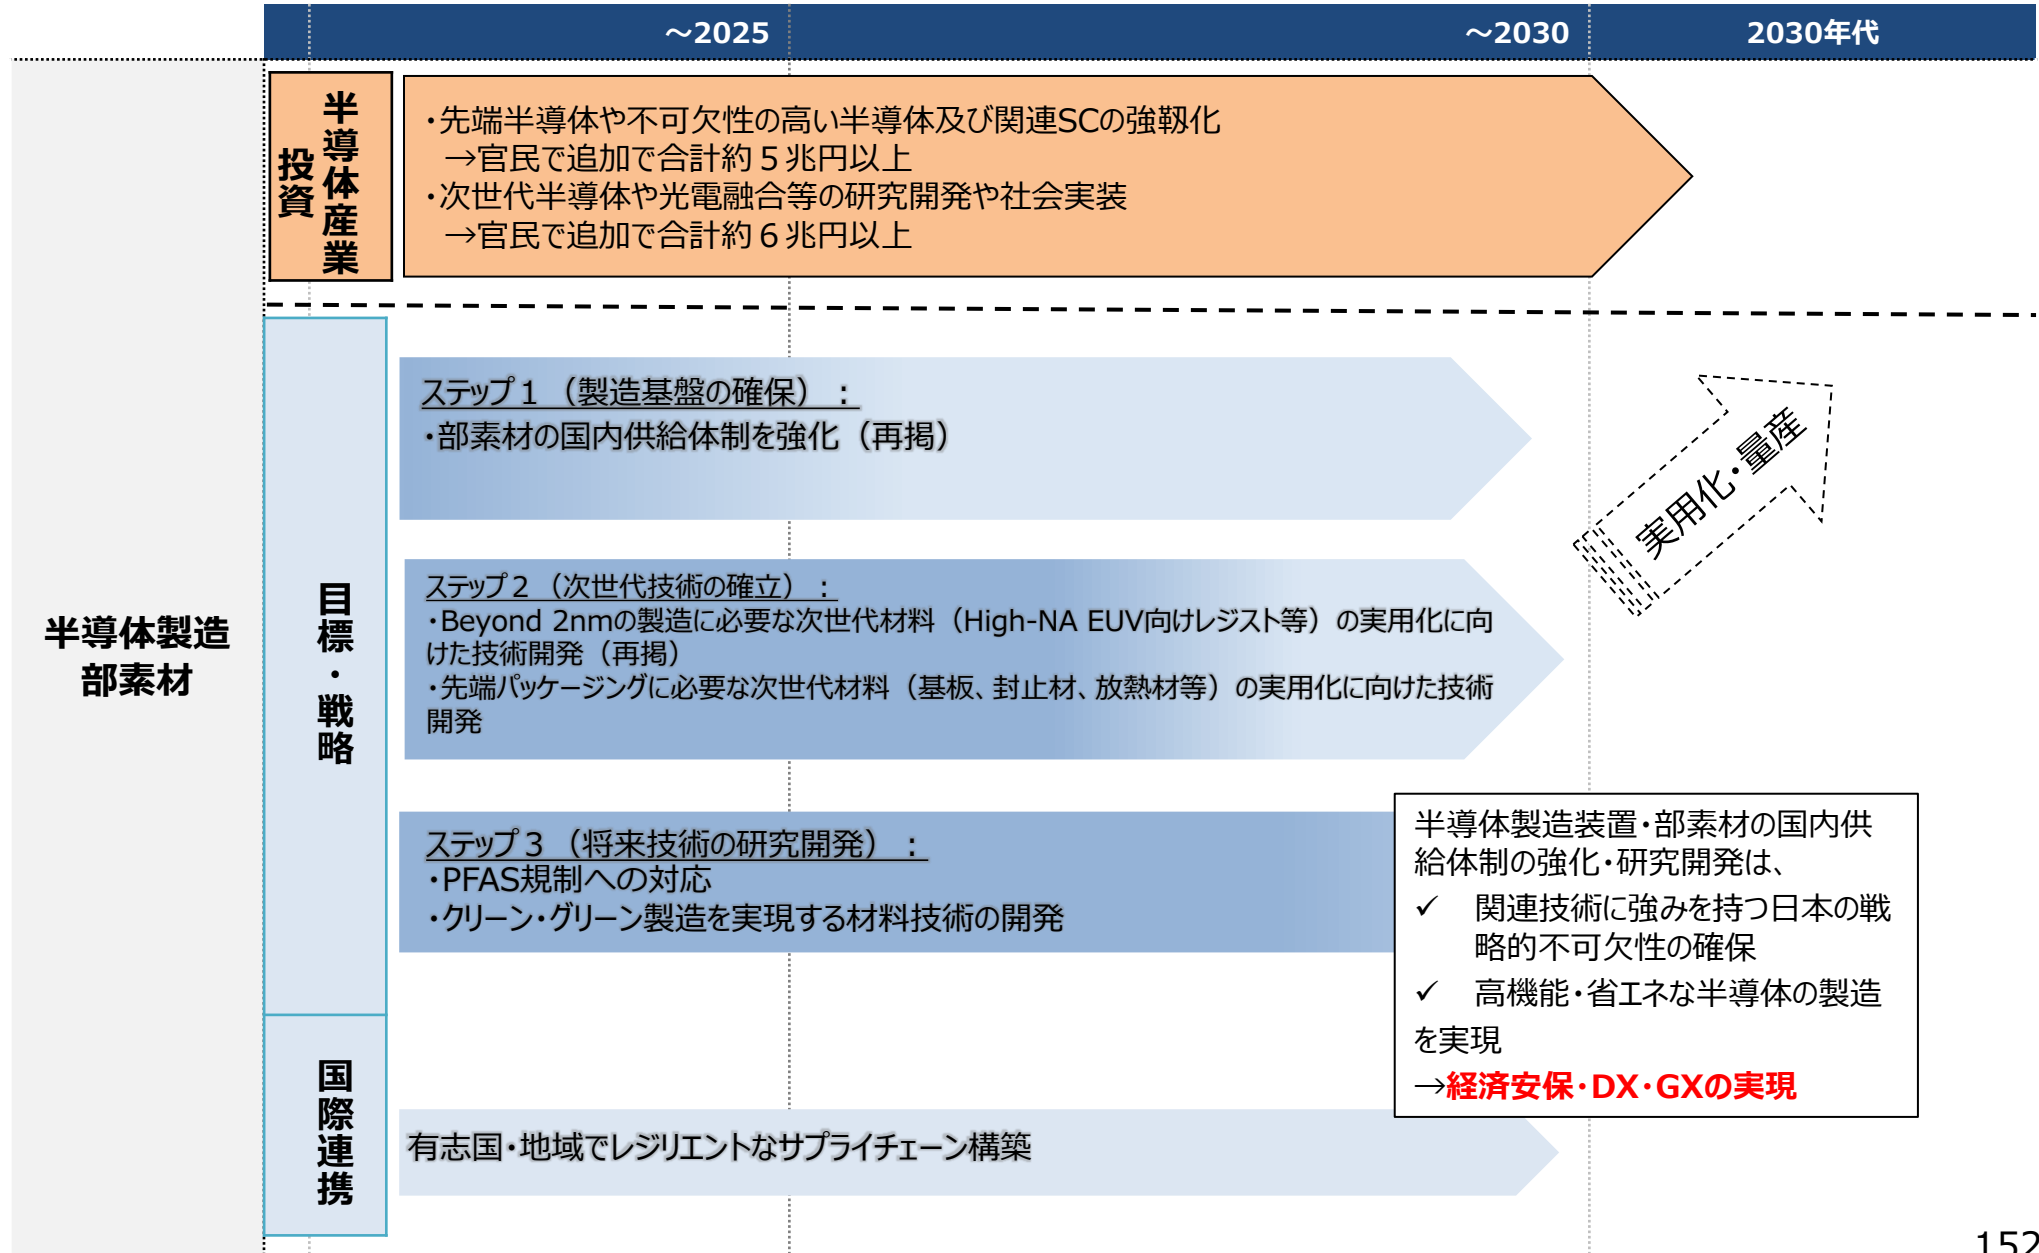 ～2025
～2030
2030年代
半導体製造
部素材
半導体産業
投資
・先端半導体や不可欠性の高い半導体及び関連SCの強靱化
→官民で追加で合計約５兆円以上
・次世代半導体や光電融合等の研究開発や社会実装
→官民で追加で合計約６兆円以上
目標・戦略
ステップ１（製造基盤の確保）：
・部素材の国内供給体制を強化（再掲）
実用化・量産
ステップ２（次世代技術の確立）：
・Beyond 2nmの製造に必要な次世代材料（High-NA EUV向けレジスト等）の実用化に向
けた技術開発（再掲）
・先端パッケージングに必要な次世代材料（基板、封止材、放熱材等）の実用化に向けた技術
開発
ステップ３（将来技術の研究開発）：
・PFAS規制への対応
・クリーン・グリーン製造を実現する材料技術の開発
半導体製造装置・部素材の国内供
給体制の強化・研究開発は、
✓ 関連技術に強みを持つ日本の戦
略的不可欠性の確保
✓ 高機能・省エネな半導体の製造
を実現
→経済安保・DX・GXの実現
国際連携
有志国・地域でレジリエントなサプライチェーン構築
152